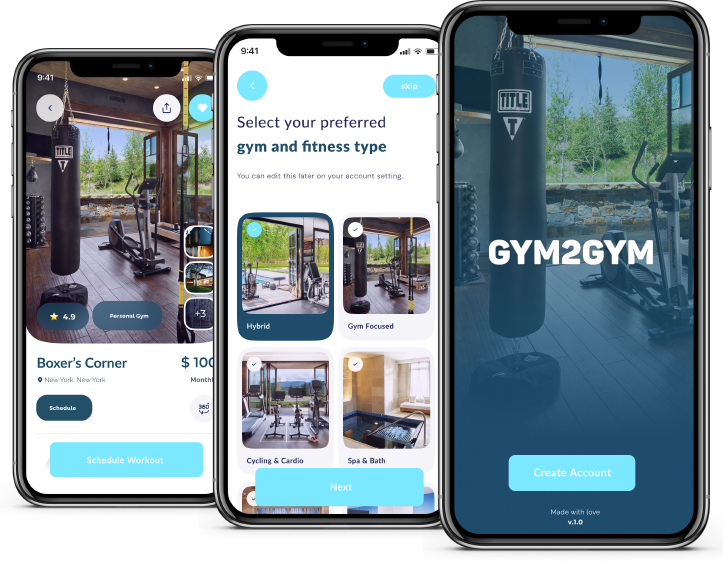 9:41
TITLE
T
4.9
Personal Gym
+3
Boxer's Corner
$ 100
New York, New York
Monthl
Schedule
360°
Schedule Workout
9:41
skip
Select your preferred
gym and fitness type
You can edit this later on your account setting.
Hybrid
Gym Focused
Cycling & Cardio
Spa & Bath
Next
TITLE
T
GYM2GYM
Create Account
Made with love
v.1.0